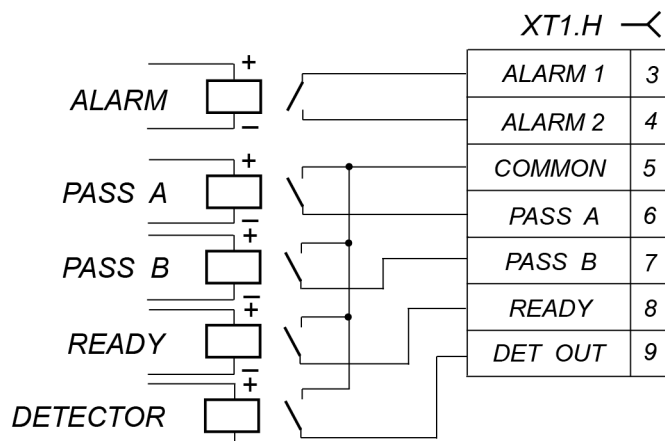 XT1.H
ALARM 1 3
+
ALARM
ALARM 2 4
–
+
COMMON 5
PASS A
PASS A 6
–
+
PASS B
PASS B 7
–
+
READY 8
READY
DET OUT 9
–
+
DETECTOR